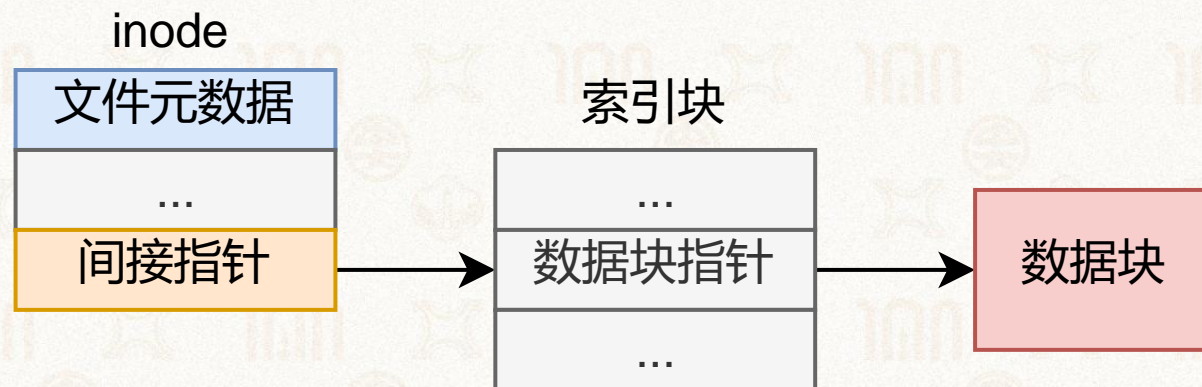 inode
文件元数据
...
间接指针
索引块
...
数据块指针
...
数据块